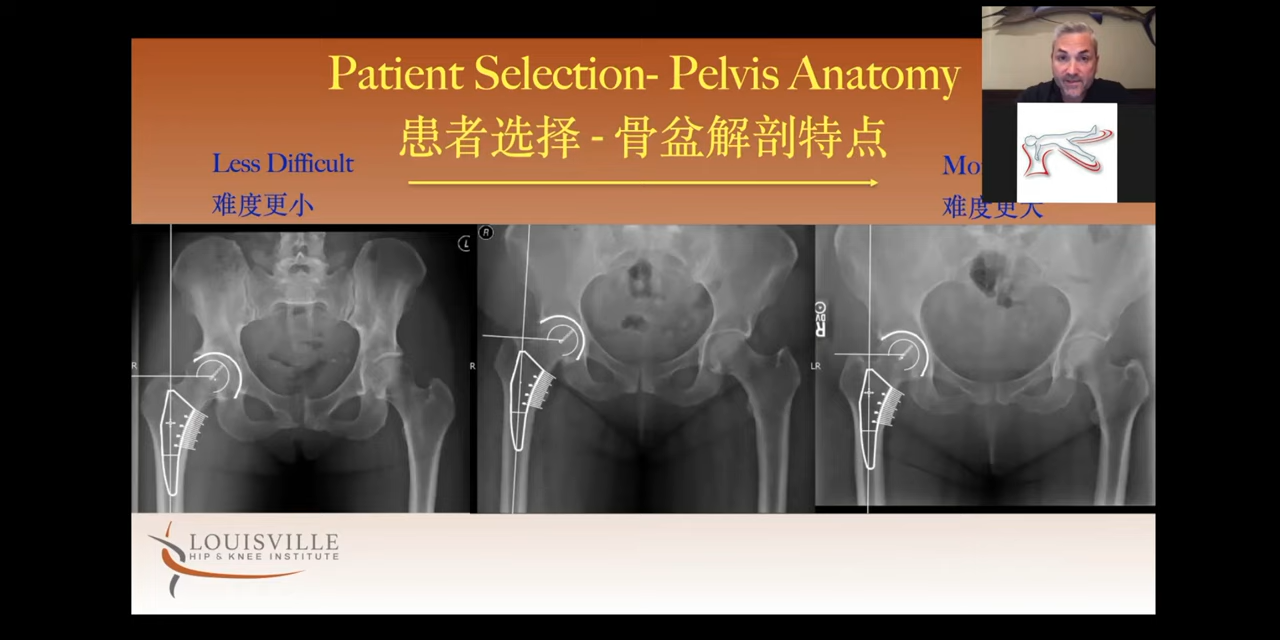 Patient Selection- Pelvis Anatomy
患者选择 - 骨盆解剖特点
Less Difficult
难度更小
Mo
难度更大
L
R
R
R
LR
LOUISVILLE
HIP & KNEE INSTITUTE